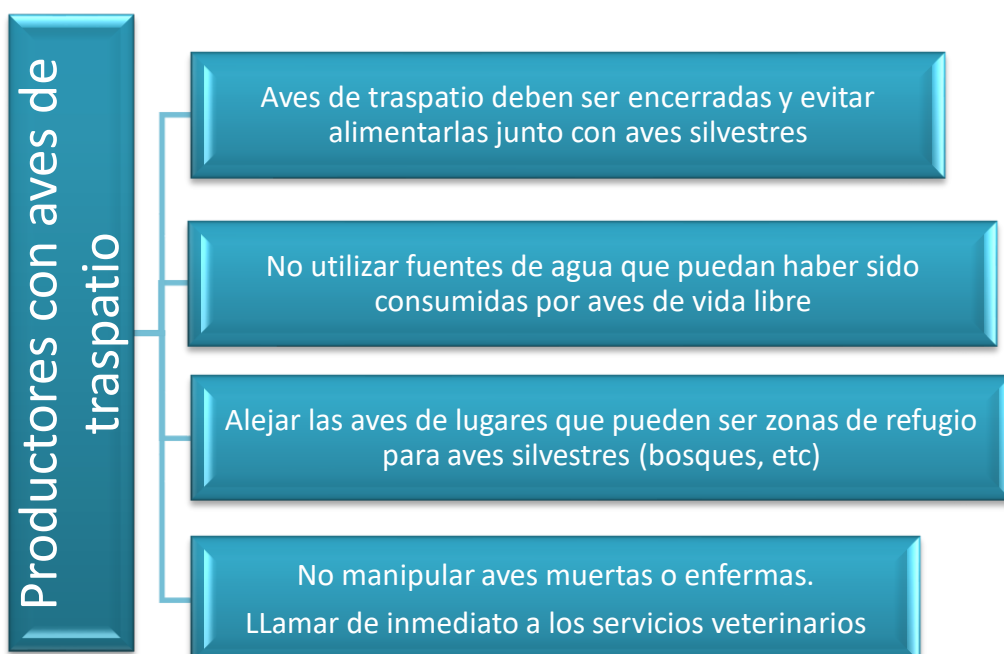 Productores con aves de
traspatio
Aves de traspatio deben ser encerradas y evitar
alimentarlas junto con aves silvestres
No utilizar fuentes de agua que puedan haber sido
consumidas por aves de vida libre
Alejar las aves de lugares que pueden ser zonas de refugio
para aves silvestres (bosques, etc)
No manipular aves muertas o enfermas.
LLamar de inmediato a los servicios veterinarios